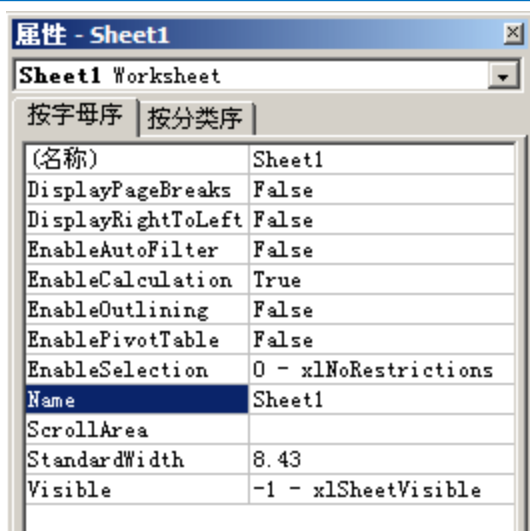 属性 - Sheet1
Sheet1 Worksheet
按字母序 按分类序
(名称) Sheet1
DisplayPageBreaks False
DisplayRightToLeft False
EnableAutoFilter False
EnableCalculation True
EnableOutlining False
EnablePivotTable False
EnableSelection 0 - xlNoRestrictions
Name Sheet1
ScrollArea
StandardWidth 8.43
Visible -1 - xlSheetVisible